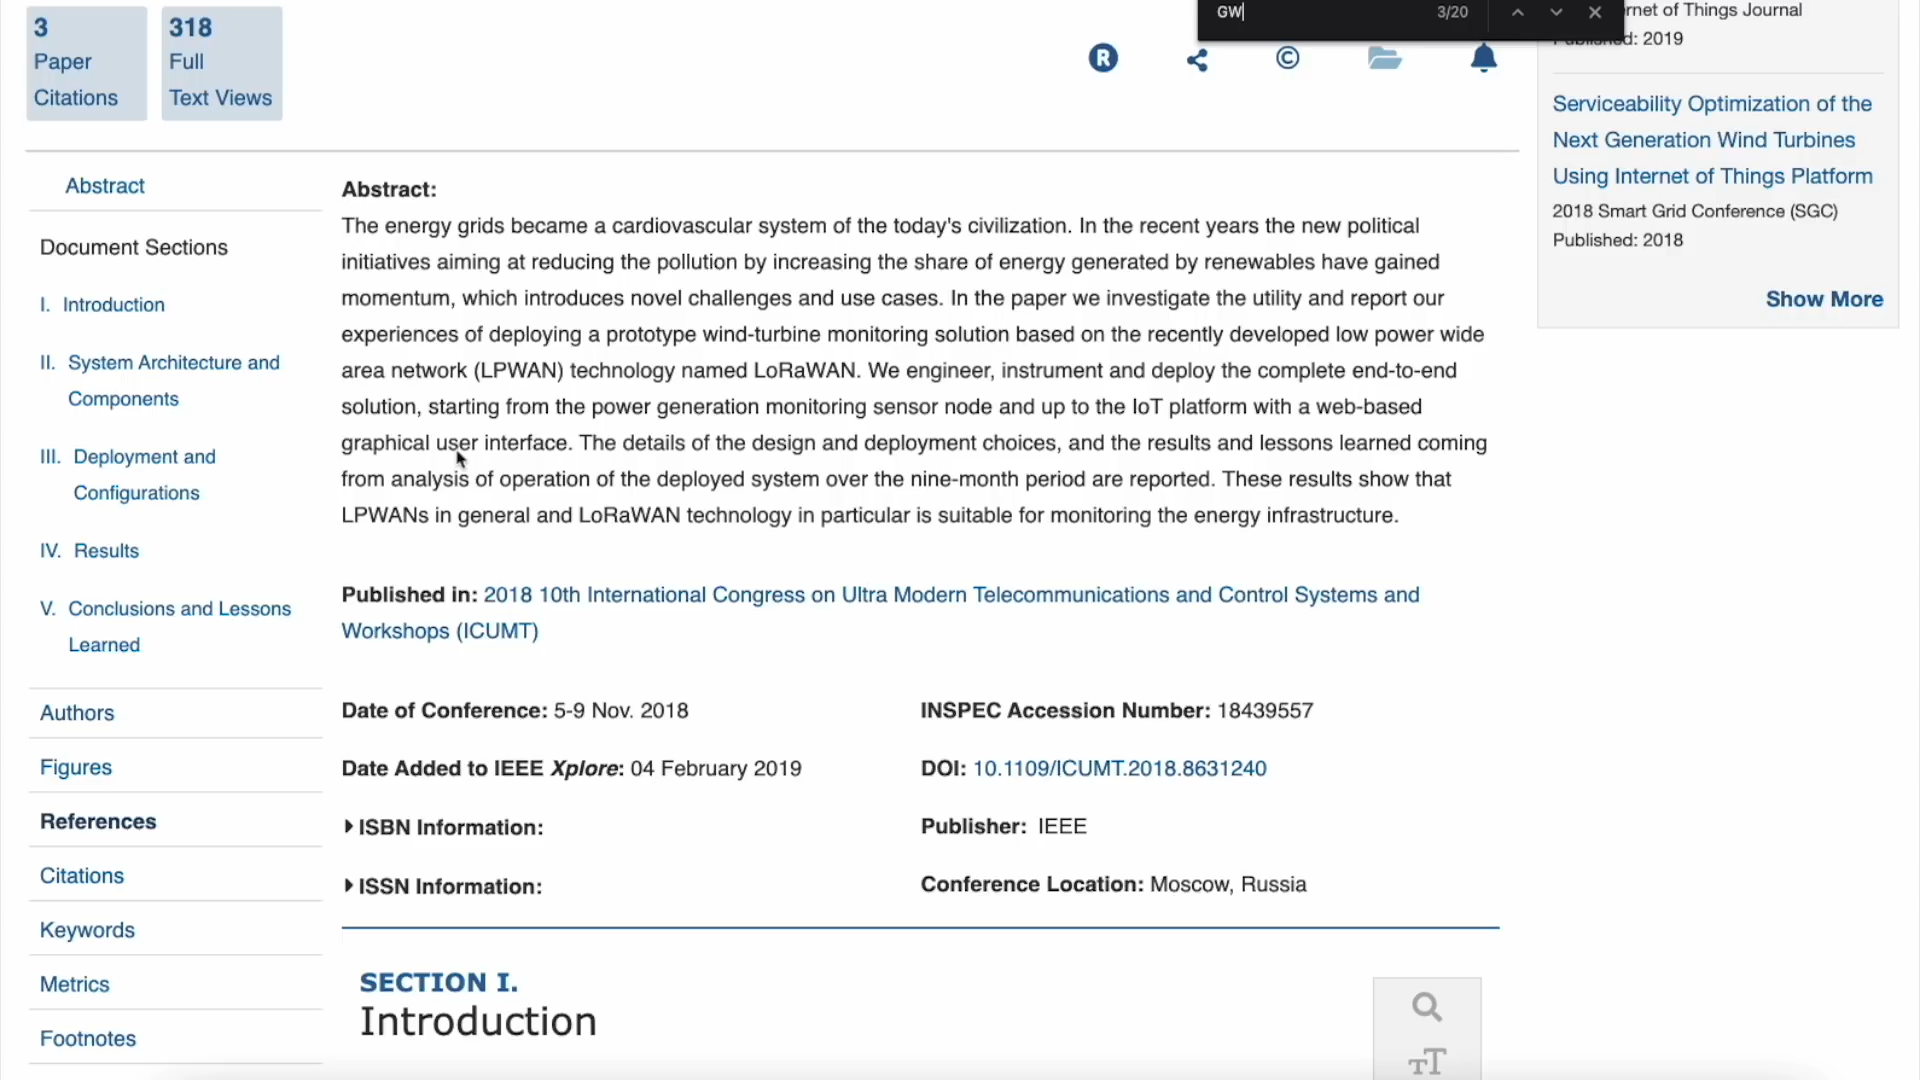 3
Paper
Citations
318
Full
Text Views
R
©
GW
3/20
rnet of Things Journal
Published: 2019
Serviceability Optimization of the
Next Generation Wind Turbines
Using Internet of Things Platform
2018 Smart Grid Conference (SGC)
Published: 2018
Show More
Abstract
Document Sections
I. Introduction
II. System Architecture and
Components
III. Deployment and
Configurations
IV. Results
V. Conclusions and Lessons
Learned
Authors
Figures
References
Citations
Keywords
Metrics
Footnotes
Abstract:
The energy grids became a cardiovascular system of the today's civilization. In the recent years the new political
initiatives aiming at reducing the pollution by increasing the share of energy generated by renewables have gained
momentum, which introduces novel challenges and use cases. In the paper we investigate the utility and report our
experiences of deploying a prototype wind-turbine monitoring solution based on the recently developed low power wide
area network (LPWAN) technology named LoRaWAN. We engineer, instrument and deploy the complete end-to-end
solution, starting from the power generation monitoring sensor node and up to the IoT platform with a web-based
graphical user interface. The details of the design and deployment choices, and the results and lessons learned coming
from analysis of operation of the deployed system over the nine-month period are reported. These results show that
LPWANs in general and LoRaWAN technology in particular is suitable for monitoring the energy infrastructure.
Published in: 2018 10th International Congress on Ultra Modern Telecommunications and Control Systems and
Workshops (ICUMT)
Date of Conference: 5-9 Nov. 2018
INSPEC Accession Number: 18439557
Date Added to IEEE Xplore: 04 February 2019
DOI: 10.1109/ICUMT.2018.8631240
ISBN Information:
Publisher: IEEE
ISSN Information:
Conference Location: Moscow, Russia
SECTION I.
Introduction
TT